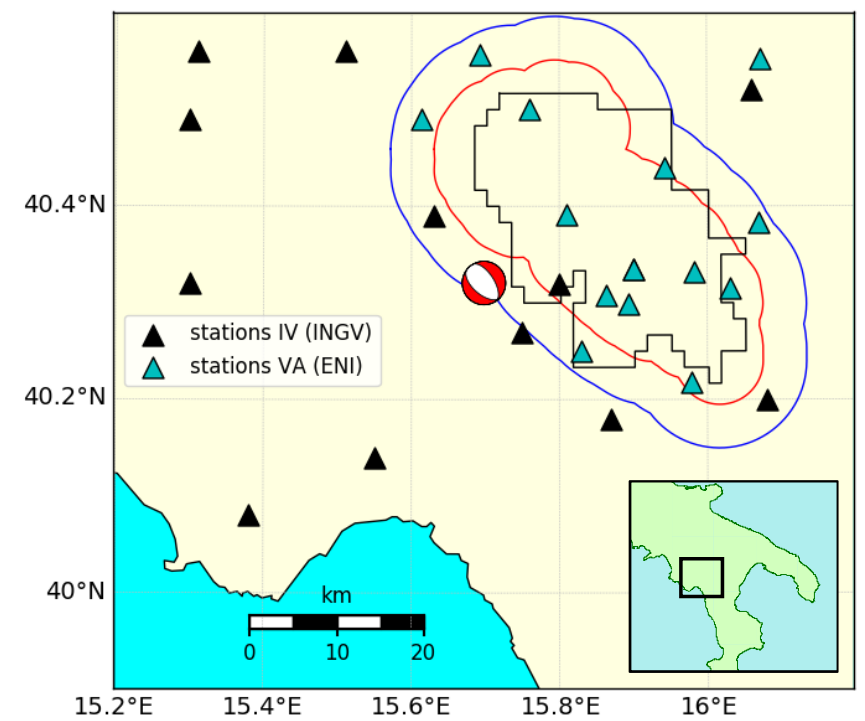 40.4°N
stations IV (INGV)
stations VA (ENI)
40.2°N
40°N
km
0 10 20
15.2°E 15.4°E 15.6°E 15.8°E 16°E